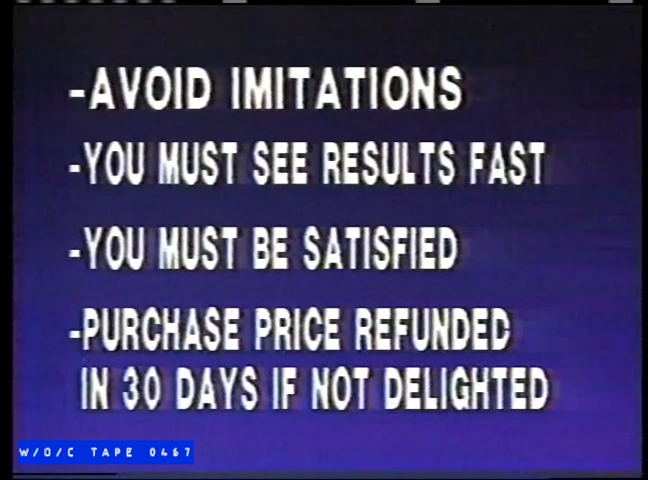 -AVOID IMITATIONS
-YOU MUST SEE RESULTS FAST
-YOU MUST BE SATISFIED
-PURCHASE PRICE REFUNDED
IN 30 DAYS IF NOT DELIGHTED
W/O/C TAPE 0467